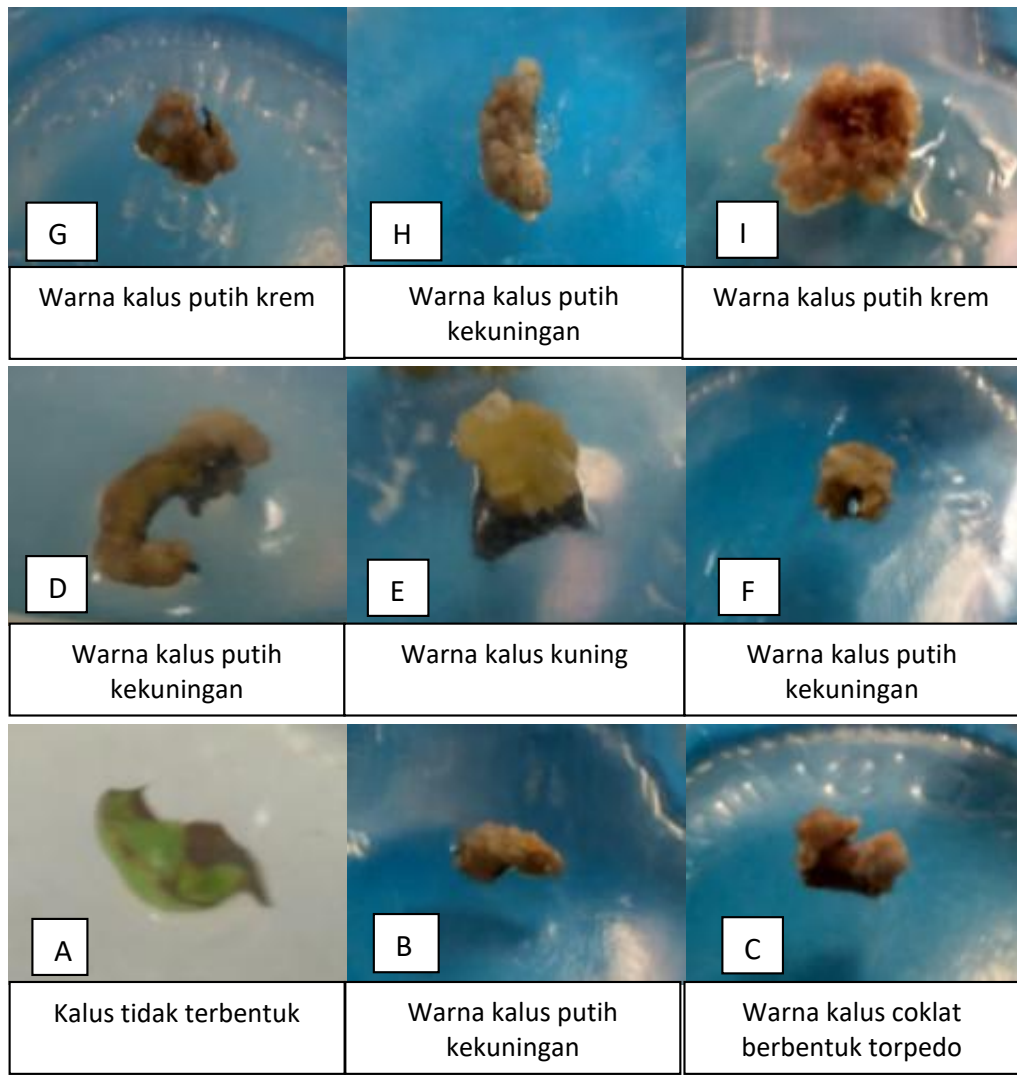 G
H
I
Warna kalus putih krem
Warna kalus putih
kekuningan
Warna kalus putih krem
D
E
F
Warna kalus putih
kekuningan
Warna kalus kuning
Warna kalus putih
kekuningan
A
B
C
Kalus tidak terbentuk
Warna kalus putih
kekuningan
Warna kalus coklat
berbentuk torpedo